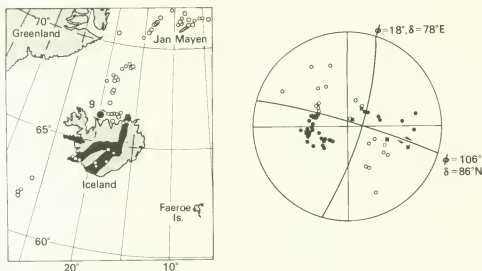 70°
Greenland
Jan Mayen
9
65°
Iceland
Faeroe
Is.
60°
20°
10°
ϕ=18°, δ=78°E
ϕ=106°
δ=86°N